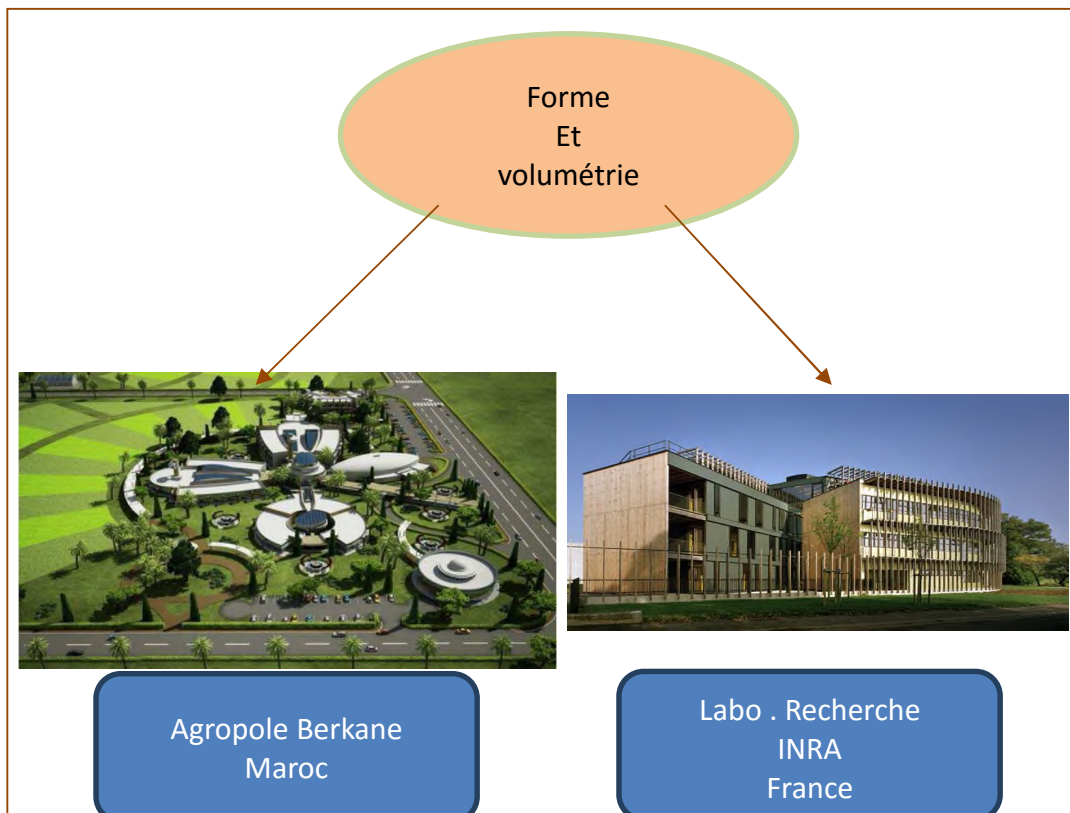 Forme
Et
volumétrie
Agropole Berkane
Maroc
Labo . Recherche
INRA
France